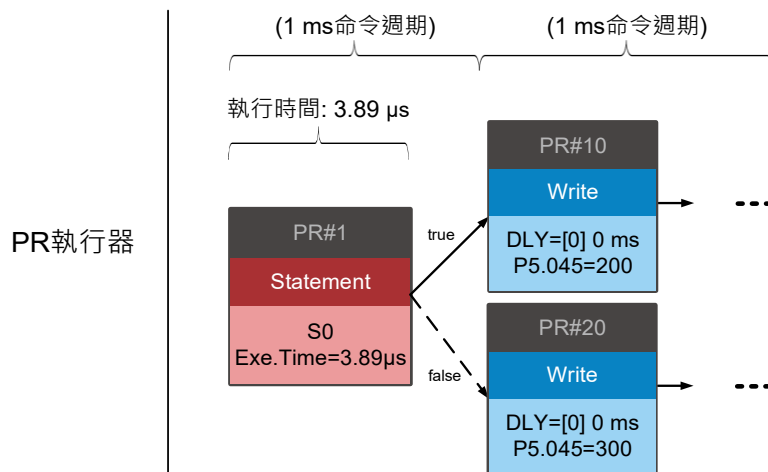 (1 ms命令週期)
(1 ms命令週期)
執行時間: 3.89 μs
PR執行器
PR#1
Statement
S0
Exe.Time=3.89μs
true
false
PR#10
Write
DLY=[0] 0 ms
P5.045=200
PR#20
Write
DLY=[0] 0 ms
P5.045=300